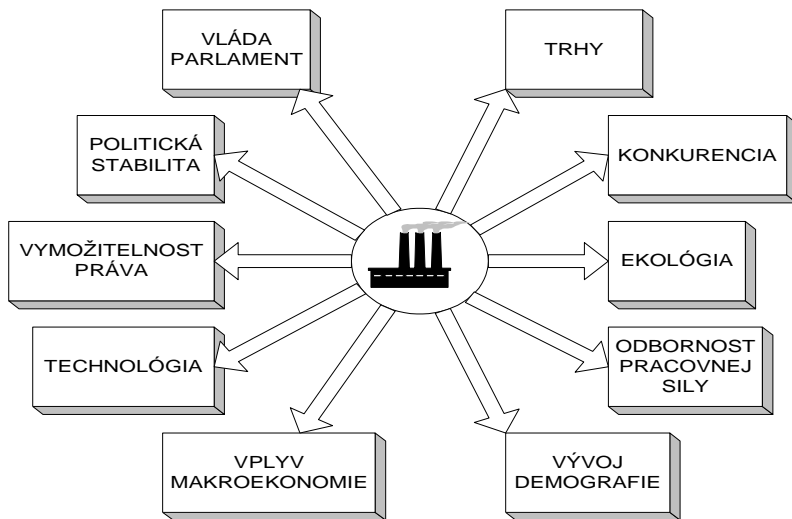 VLÁDA
PARLAMENT
TRHY
POLITICKÁ
STABILITA
KONKURENCIA
VYMOŽITELNOST
PRÁVA
EKOLÓGIA
TECHNOLÓGIA
ODBORNOST
PRACOVNEJ
SILY
VPLYV
MAKROEKONOMIE
VÝVOJ
DEMOGRAFIE